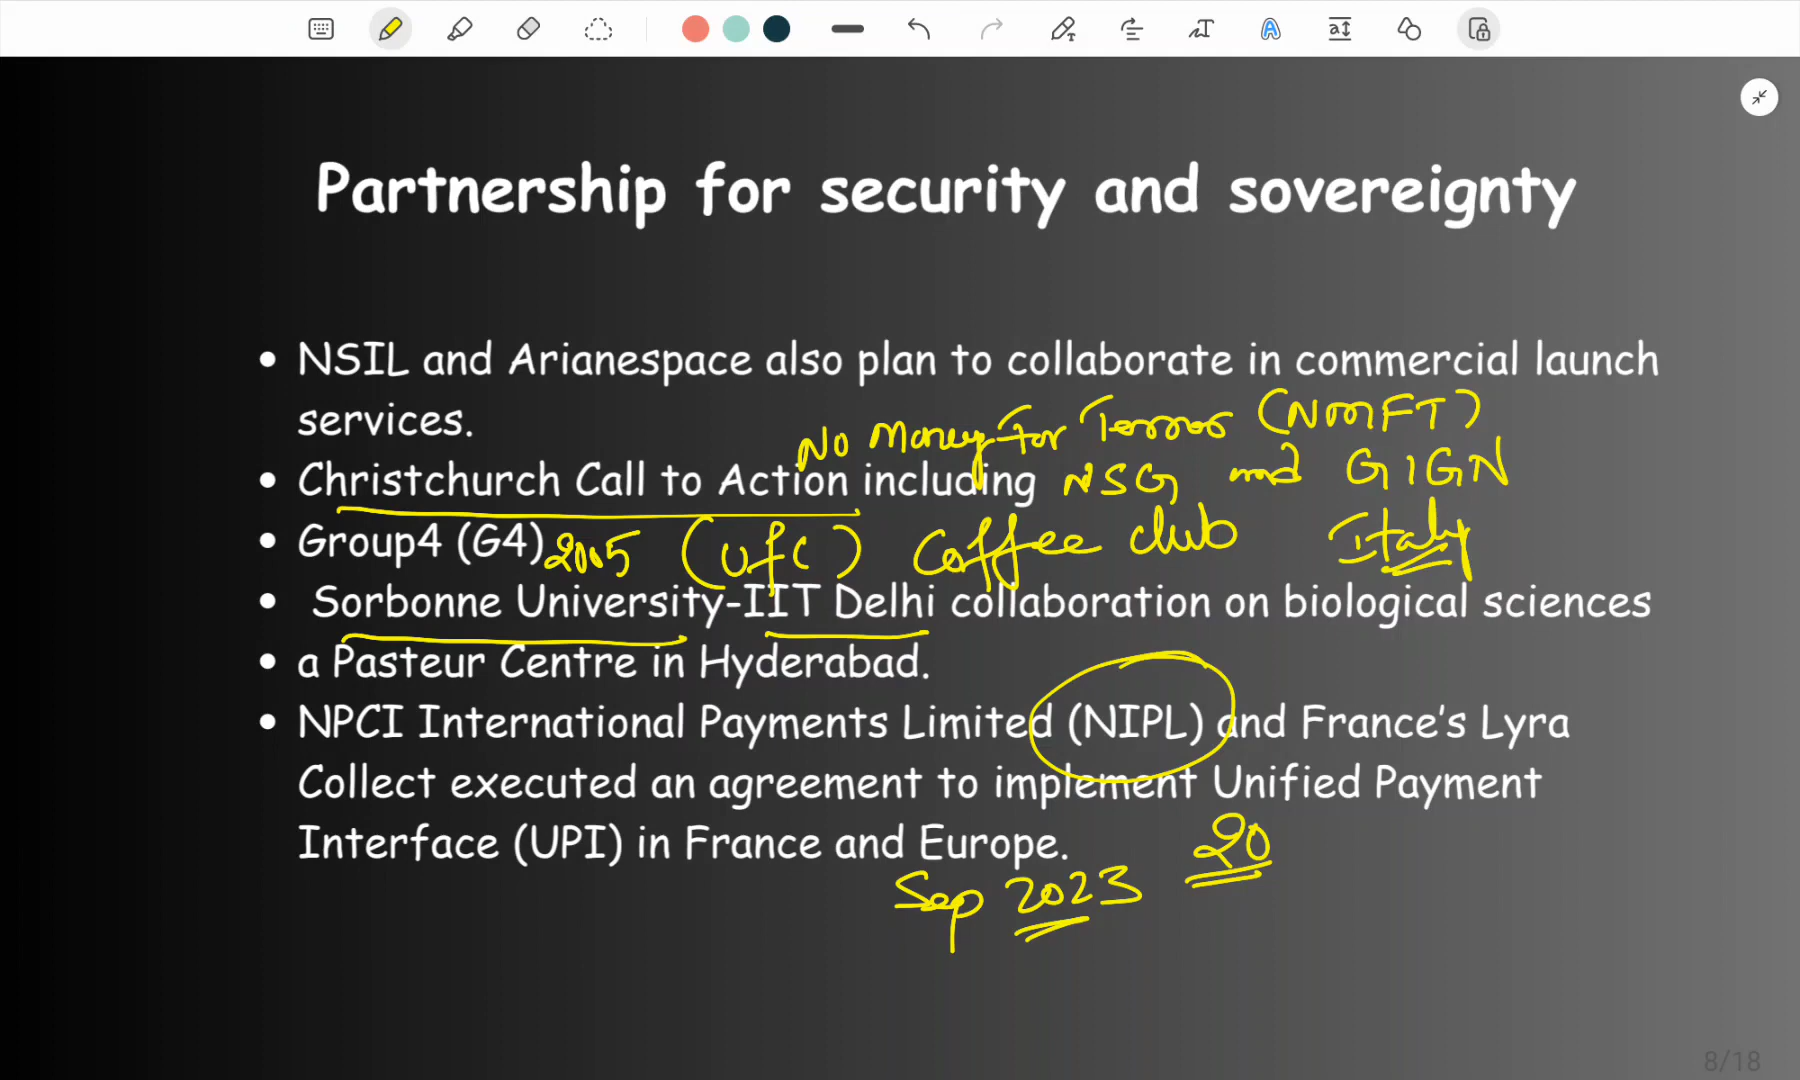 Partnership for security and sovereignty
• NSIL and Arianespace also plan to collaborate in commercial launch
services.
No Money For Terror (NMFT)
• Christchurch Call to Action including NSG and GIGN
• Group4 (G4) 2005 (UfC) Coffee club Italy
• Sorbonne University-IIT Delhi collaboration on biological sciences
• a Pasteur Centre in Hyderabad.
• NPCI International Payments Limited (NIPL) and France’s Lyra
Collect executed an agreement to implement Unified Payment
Interface (UPI) in France and Europe. 20
Sep 2023
8/18